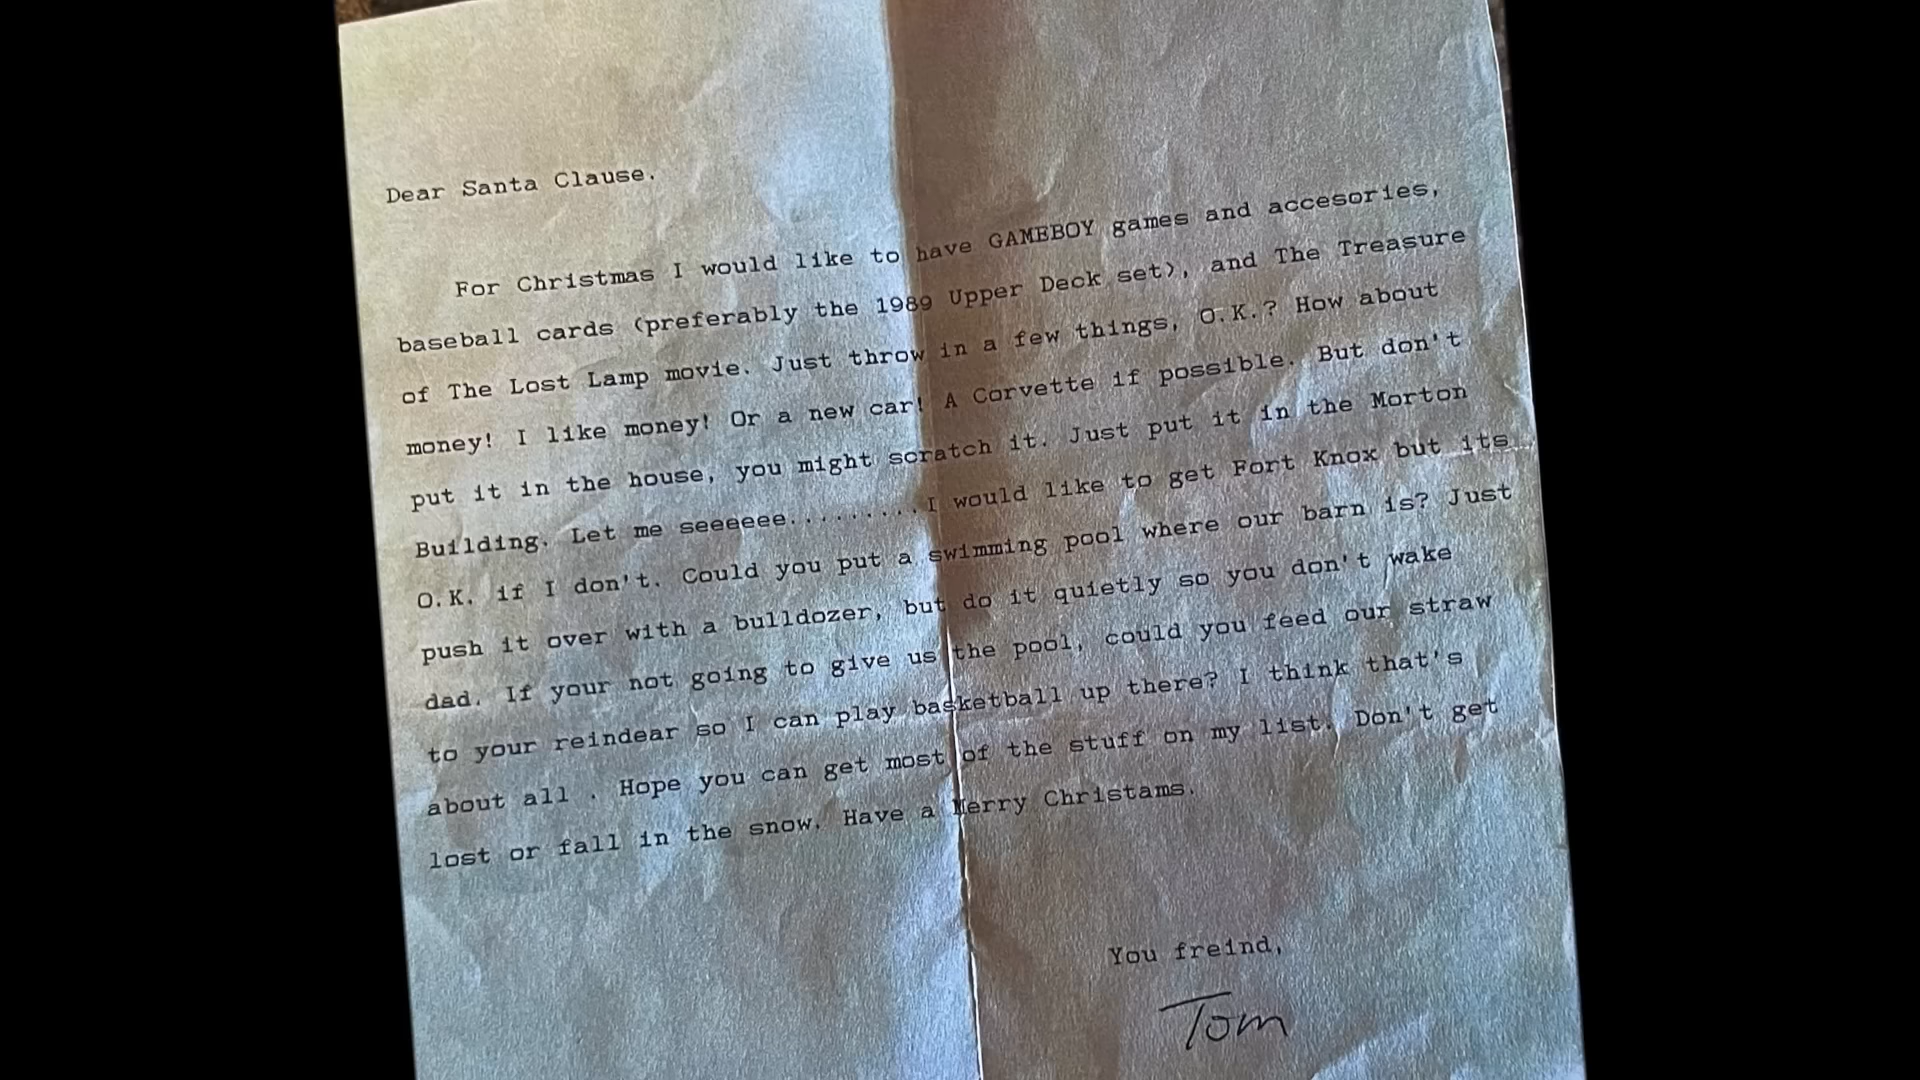 Dear Santa Clause.
For Christmas I would like to have GAMEBOY games and accesories,
baseball cards (preferably the 1989 Upper Deck set), and The Treasure
of The Lost Lamp movie. Just throw in a few things, O.K.? How about
money! I like money! Or a new car! A Corvette if possible. But don't
put it in the house, you might scratch it. Just put it in the Morton
Building. Let me seeeeee.........I would like to get Fort Knox but its
O.K. if I don't. Could you put a swimming pool where our barn is? Just
push it over with a bulldozer, but do it quietly so you don't wake
dad. If your not going to give us the pool, could you feed our straw
to your reindear so I can play basketball up there? I think that's
about all . Hope you can get most of the stuff on my list. Don't get
lost or fall in the snow. Have a Merry Christams.
You freind,
Tom